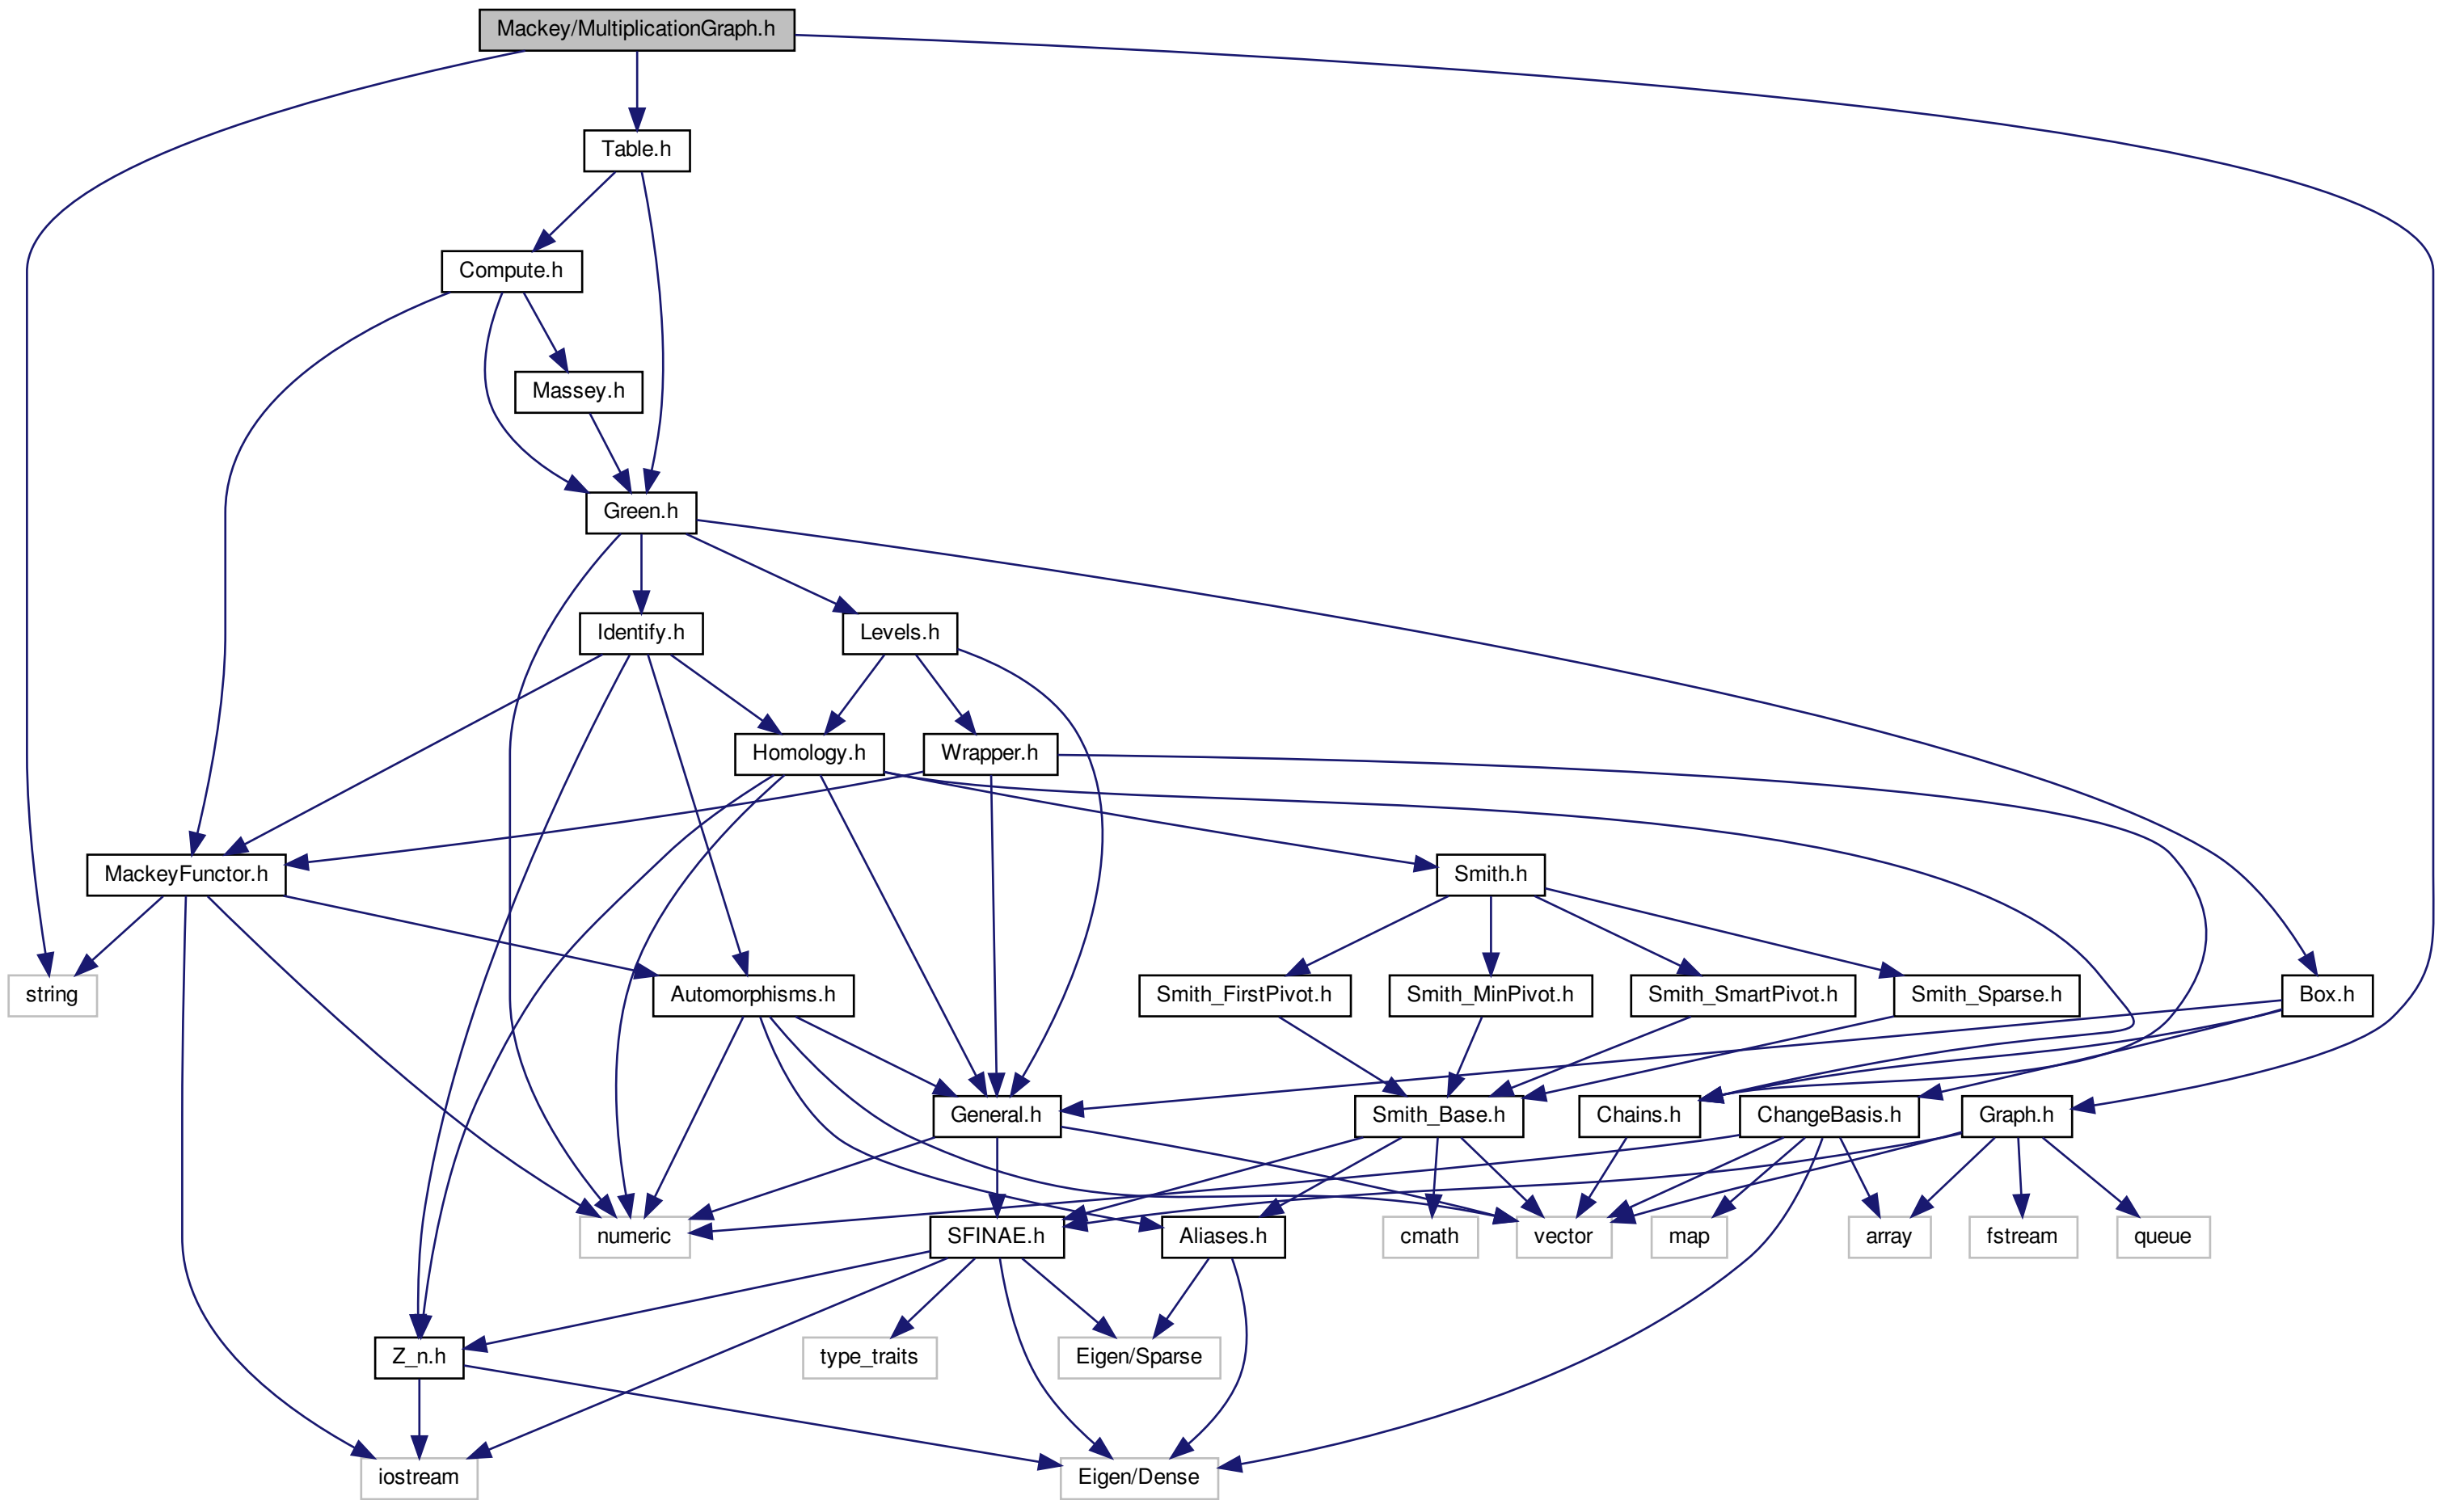 Mackey/MultiplicationGraph.h
Table.h
Compute.h
Massey.h
Green.h
Identify.h
Levels.h
Homology.h
Wrapper.h
MackeyFunctor.h
Smith.h
string
Automorphisms.h
Smith_FirstPivot.h
Smith_MinPivot.h
Smith_SmartPivot.h
Smith_Sparse.h
Box.h
General.h
Smith_Base.h
Chains.h
ChangeBasis.h
Graph.h
numeric
SFINAE.h
Aliases.h
cmath
vector
map
array
fstream
queue
Z_n.h
type_traits
Eigen/Sparse
iostream
Eigen/Dense